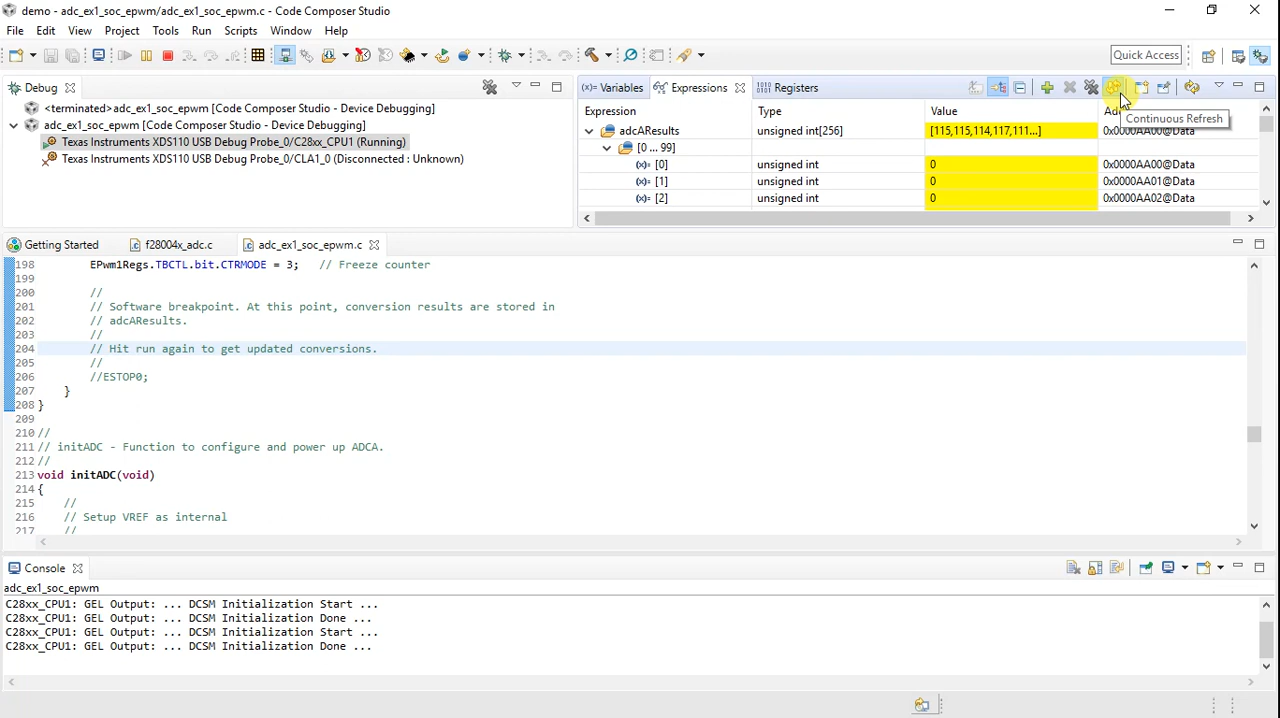 demo - adc_ex1_soc_epwm/adc_ex1_soc_epwm.c - Code Composer Studio
File Edit View Project Tools Run Scripts Window Help
Quick Access
Debug
<terminated>adc_ex1_soc_epwm [Code Composer Studio - Device Debugging]
adc_ex1_soc_epwm [Code Composer Studio - Device Debugging]
Texas Instruments XDS110 USB Debug Probe_0/C28xx_CPU1 (Running)
Texas Instruments XDS110 USB Debug Probe_0/CLA1_0 (Disconnected : Unknown)
(x)= Variables Expressions Registers
Continuous Refresh
Expression Type Value
adcAResults unsigned int[256] [115,115,114,117,111...] 0x0000AA00@Data
[0 ... 99]
(x)= [0] unsigned int 0 0x0000AA00@Data
(x)= [1] unsigned int 0 0x0000AA01@Data
(x)= [2] unsigned int 0 0x0000AA02@Data
Getting Started f28004x_adc.c adc_ex1_soc_epwm.c
198 EPwm1Regs.TBCTL.bit.CTRMODE = 3; // Freeze counter
199
200 //
201 // Software breakpoint. At this point, conversion results are stored in
202 // adcAResults.
203 //
204 // Hit run again to get updated conversions.
205 //
206 //ESTOP0;
207 }
208 }
209
210 //
211 // initADC - Function to configure and power up ADCA.
212 //
213 void initADC(void)
214 {
215 //
216 // Setup VREF as internal
217 //
Console
adc_ex1_soc_epwm
C28xx_CPU1: GEL Output: ... DCSM Initialization Start ...
C28xx_CPU1: GEL Output: ... DCSM Initialization Done ...
C28xx_CPU1: GEL Output: ... DCSM Initialization Start ...
C28xx_CPU1: GEL Output: ... DCSM Initialization Done ...